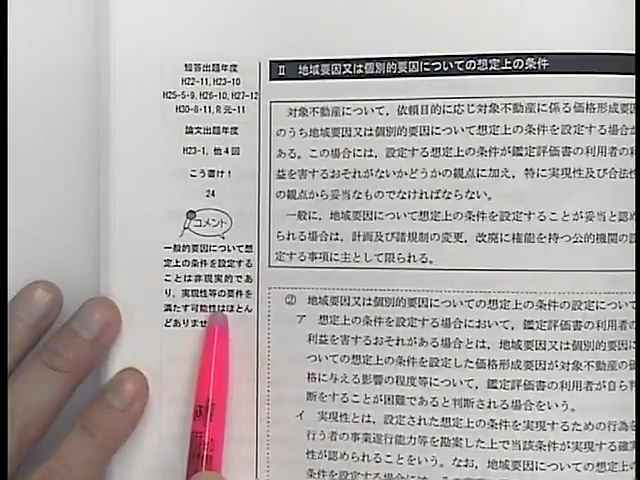 短答出題年度
H22-11, H23-10
H25-5・9, H26-10, H27-12
H30-8・11, R元-11
論文出題年度
H23-1, 他4回
こう書け！
24
コメント
一般的要因について想
定上の条件を設定する
ことは非現実的であ
り、実現性等の要件を
満たす可能性はほとん
どありませ
Ⅱ 地域要因又は個別的要因についての想定上の条件
対象不動産について、依頼目的に応じ対象不動産に係る価格形成要
のうち地域要因又は個別的要因について想定上の条件を設定する場合
ある。この場合には、設定する想定上の条件が鑑定評価書の利用者の利
益を害するおそれがないかどうかの観点に加え、特に実現性及び合法性
の観点から妥当なものでなければならない。
一般に、地域要因について想定上の条件を設定することが妥当と認め
られる場合は、計画及び諸規制の変更、改廃に権能を持つ公的機関の設
定する事項に主として限られる。
② 地域要因又は個別的要因についての想定上の条件の設定につい
ア 想定上の条件を設定する場合において、鑑定評価書の利用者の
利益を害するおそれがある場合とは、地域要因又は個別的要因に
ついての想定上の条件を設定した価格形成要因が対象不動産の価
格に与える影響の程度等について、鑑定評価書の利用者が自ら判
断をすることが困難であると判断される場合をいう。
イ 実現性とは、設定された想定上の条件を実現するための行為を
行う者の事業遂行能力等を勘案した上で当該条件が実現する確実
性が認められることをいう。なお、地域要因についての想定上の
条件を設定する場合には